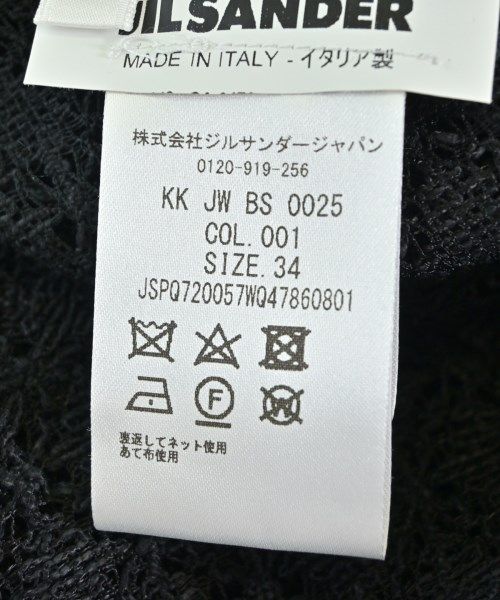 JIL SANDER
MADE IN ITALY - イタリア製
株式会社ジルサンダージャパン
0120-919-256
KK JW BS 0025
COL.001
SIZE.34
JSPQ720057WQ47860801
F W
裏返してネット使用
あて布使用